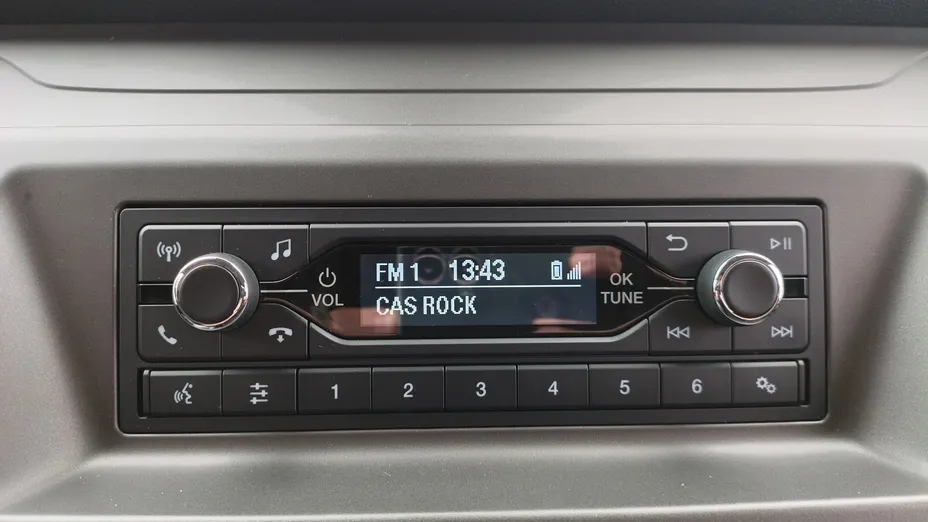 FM 1 13:43
CAS ROCK
VOL
OK
TUNE
1 2 3 4 5 6